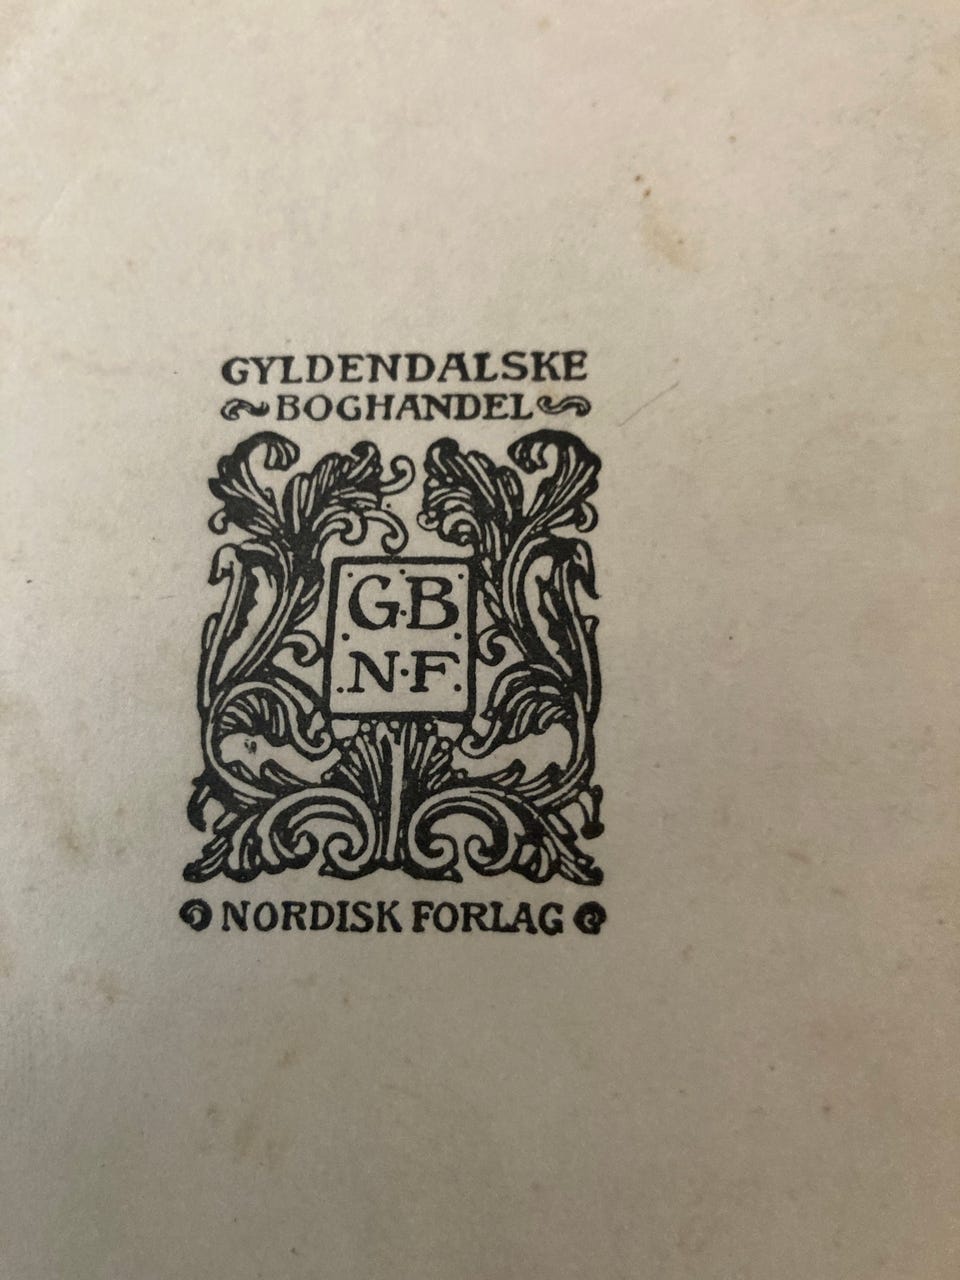 GYLDENDALSKE
BOGHANDEL
G·B
N·F
NORDISK FORLAG